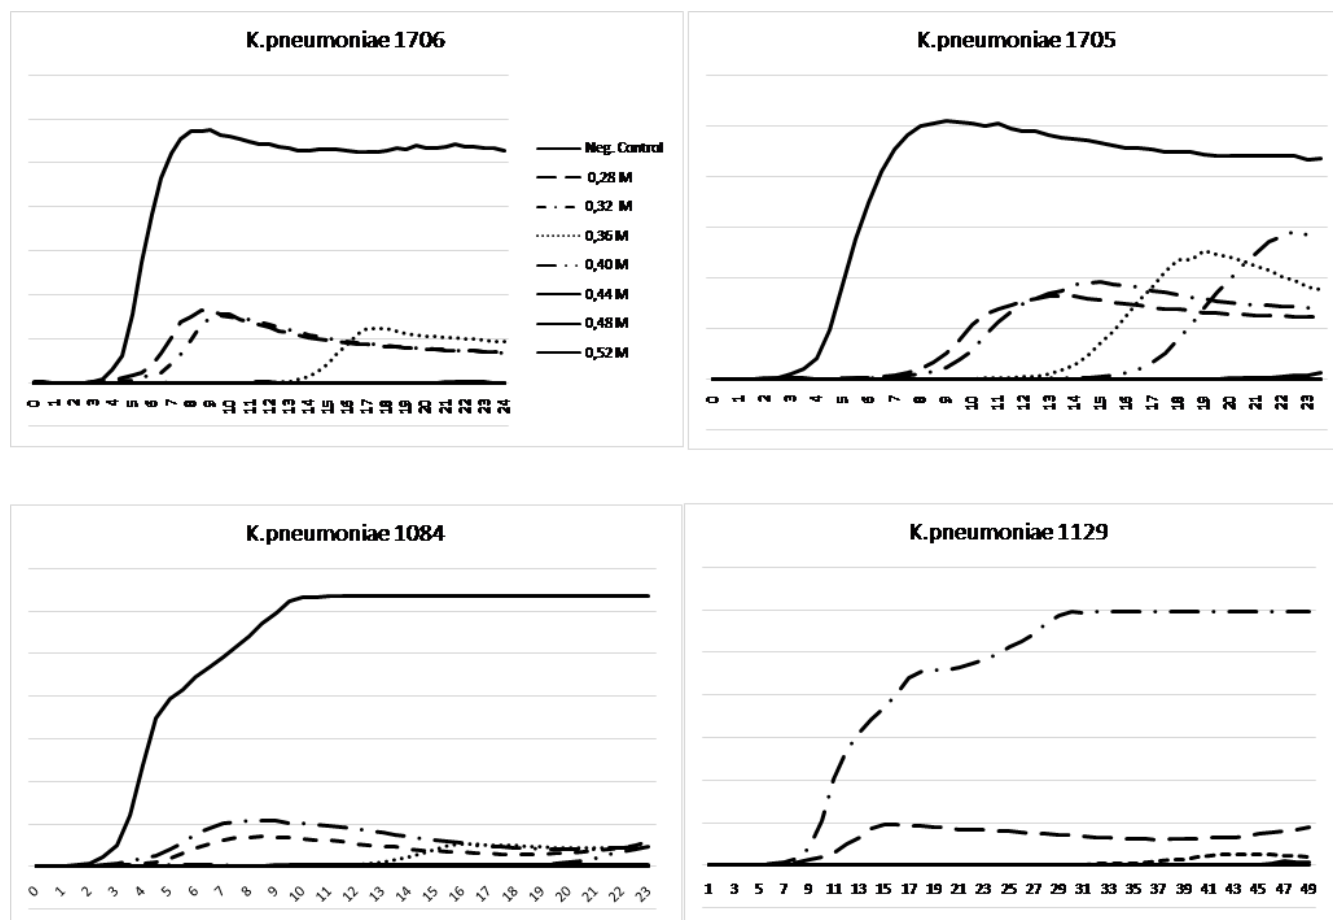 K.pneumoniae 1706
Neg. Control
0,28 M
0,32 M
0,36 M
0,40 M
0,44 M
0,48 M
0,52 M
0 1 2 3 4 5 6 7 8 9 10 11 12 13 14 15 16 17 18 19 20 21 22 23 24
K.pneumoniae 1705
0 1 2 3 4 5 6 7 8 9 10 11 12 13 14 15 16 17 18 19 20 21 22 23
K.pneumoniae 1084
0 1 2 3 4 5 6 7 8 9 10 11 12 13 14 15 16 17 18 19 20 21 22 23
K.pneumoniae 1129
1 3 5 7 9 11 13 15 17 19 21 23 25 27 29 31 33 35 37 39 41 43 45 47 49